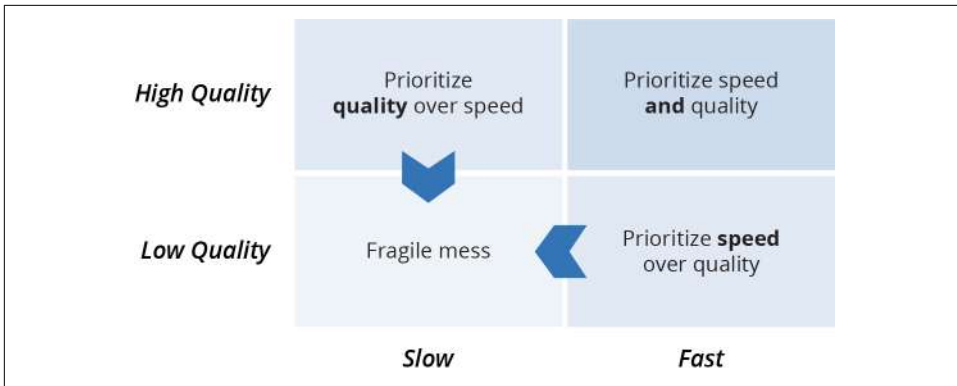 High Quality
Prioritize
quality over speed
Prioritize speed
and quality
Low Quality
Fragile mess
Prioritize speed
over quality
Slow
Fast